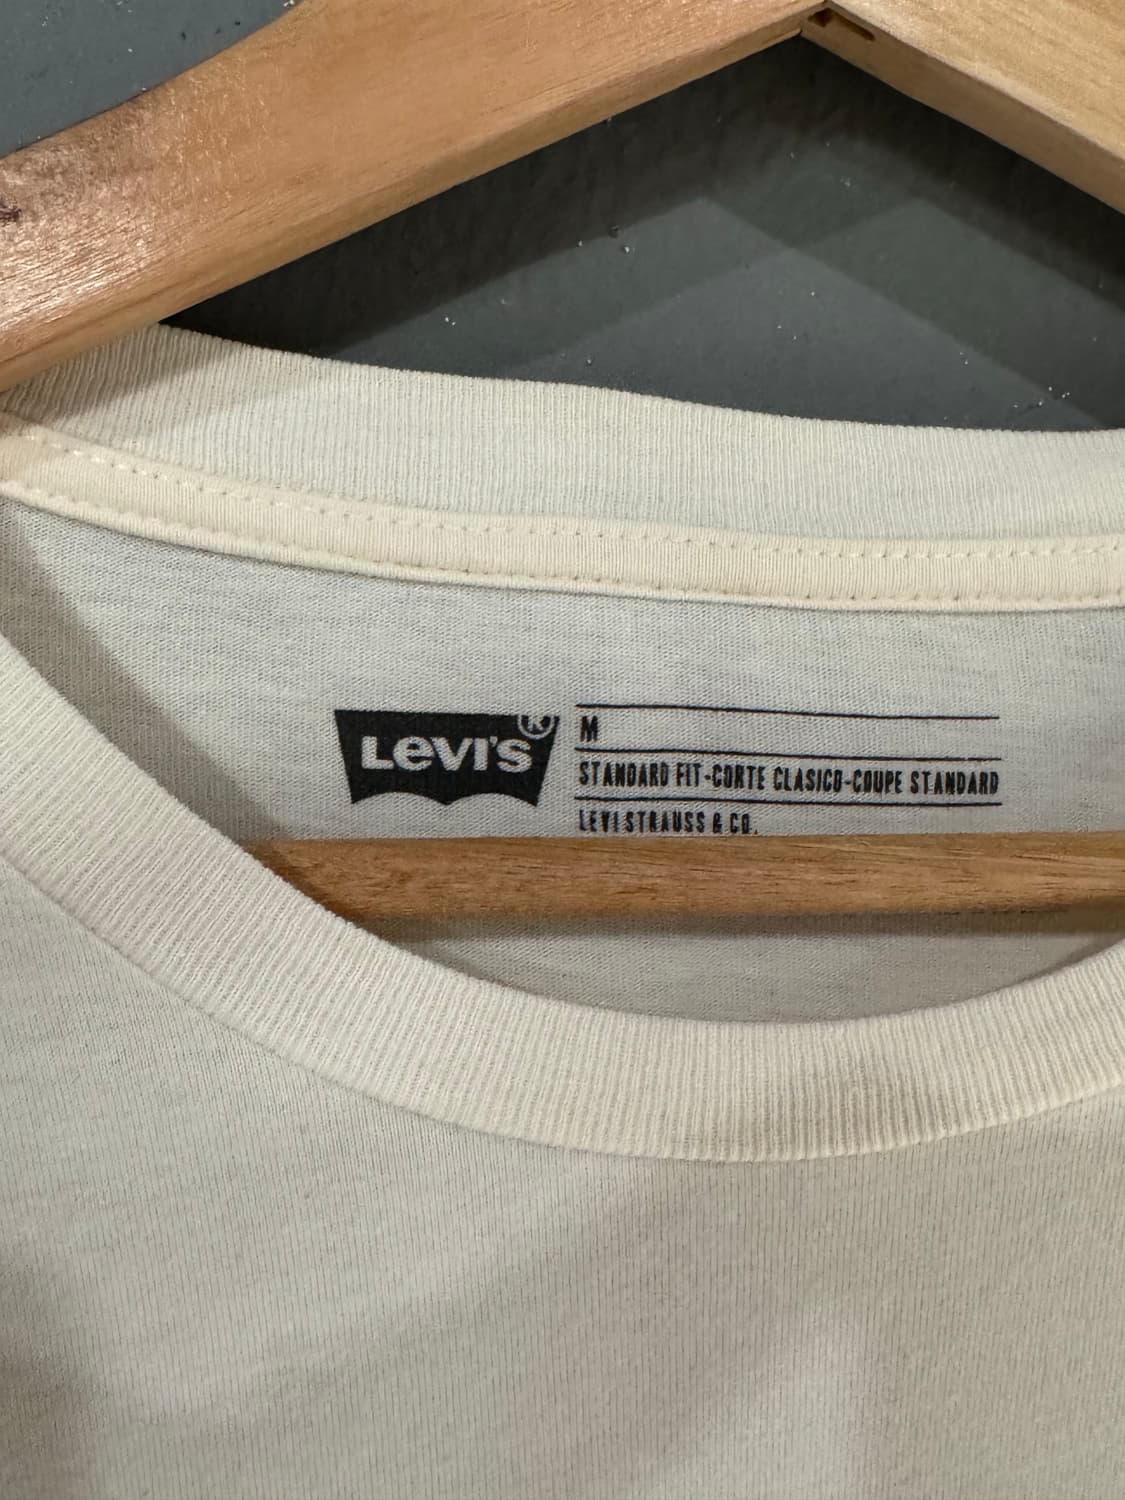 LEVI'S ®
M
STANDARD FIT-CORTE CLASICO-COUPE STANDARD
LEVI STRAUSS & CO.